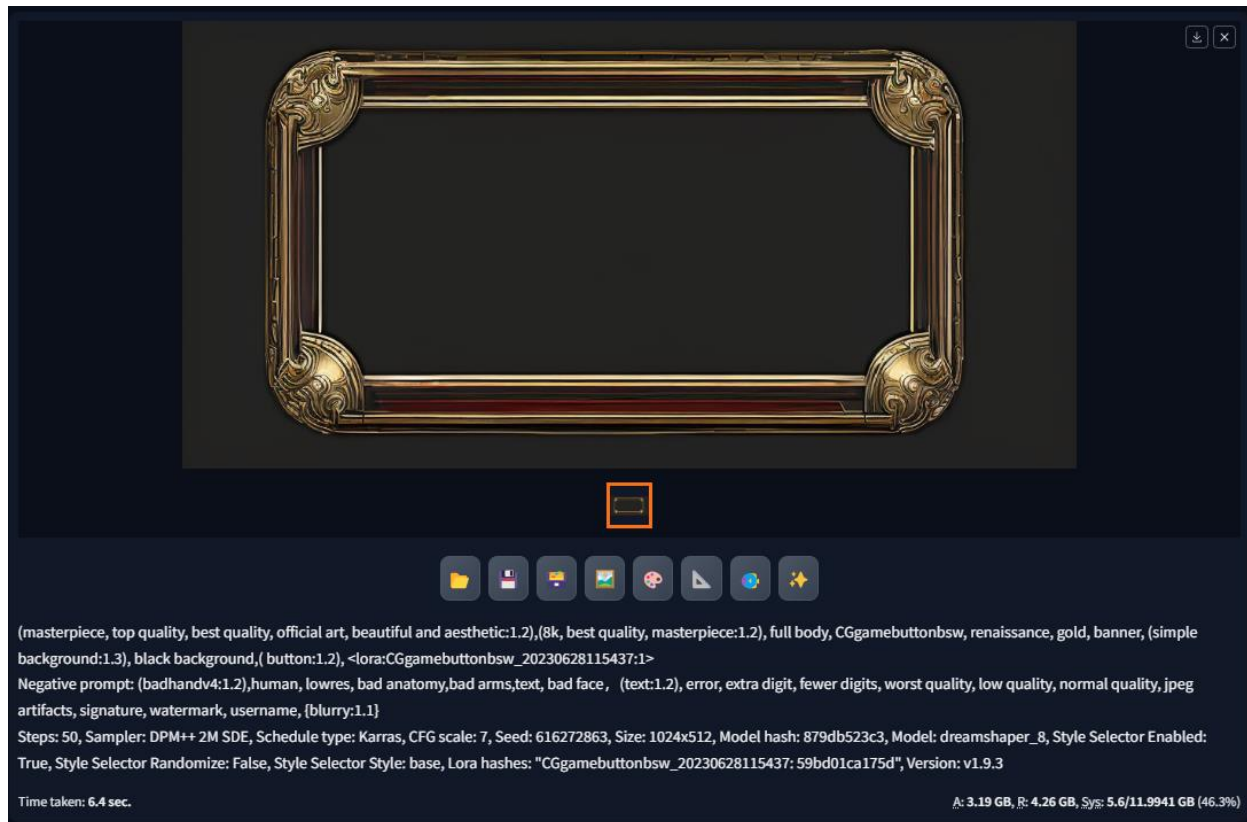 (masterpiece, top quality, best quality, official art, beautiful and aesthetic:1.2),(8k, best quality, masterpiece:1.2), full body, CGgamebuttonbsw, renaissance, gold, banner, (simple
background:1.3), black background,( button:1.2), <lora:CGgamebuttonbsw_20230628115437:1>
Negative prompt: (badhandv4:1.2),human, lowres, bad anatomy,bad arms,text, bad face， (text:1.2), error, extra digit, fewer digits, worst quality, low quality, normal quality, jpeg
artifacts, signature, watermark, username, {blurry:1.1}
Steps: 50, Sampler: DPM++ 2M SDE, Schedule type: Karras, CFG scale: 7, Seed: 616272863, Size: 1024x512, Model hash: 879db523c3, Model: dreamshaper_8, Style Selector Enabled:
True, Style Selector Randomize: False, Style Selector Style: base, Lora hashes: "CGgamebuttonbsw_20230628115437: 59bd01ca175d", Version: v1.9.3
Time taken: 6.4 sec.
A: 3.19 GB, R: 4.26 GB, Sys: 5.6/11.9941 GB (46.3%)